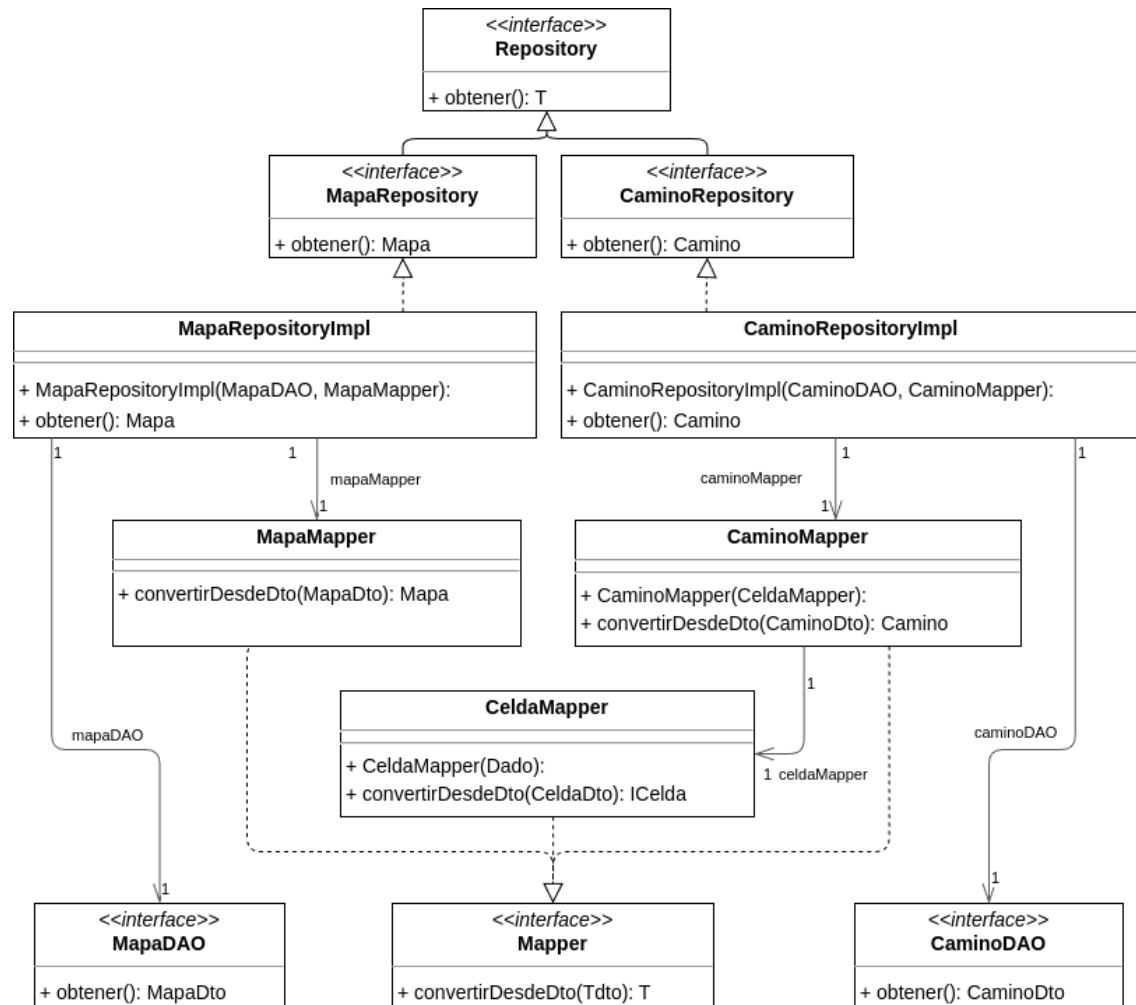 <<interface>>
Repository
+ obtener(): T
<<interface>>
MapaRepository
+ obtener(): Mapa
<<interface>>
CaminoRepository
+ obtener(): Camino
MapaRepositoryImpl
+ MapaRepositoryImpl(MapaDAO, MapaMapper):
+ obtener(): Mapa
CaminoRepositoryImpl
+ CaminoRepositoryImpl(CaminoDAO, CaminoMapper):
+ obtener(): Camino
1
1
1
1
mapaMapper
caminoMapper
1
1
MapaMapper
+ convertirDesdeDto(MapaDto): Mapa
CaminoMapper
+ CaminoMapper(CeldaMapper):
+ convertirDesdeDto(CaminoDto): Camino
1
CeldaMapper
+ CeldaMapper(Dado):
+ convertirDesdeDto(CeldaDto): ICelda
mapaDAO
caminoDAO
1 celdaMapper
1
1
<<interface>>
MapaDAO
+ obtener(): MapaDto
<<interface>>
Mapper
+ convertirDesdeDto(Tdto): T
<<interface>>
CaminoDAO
+ obtener(): CaminoDto